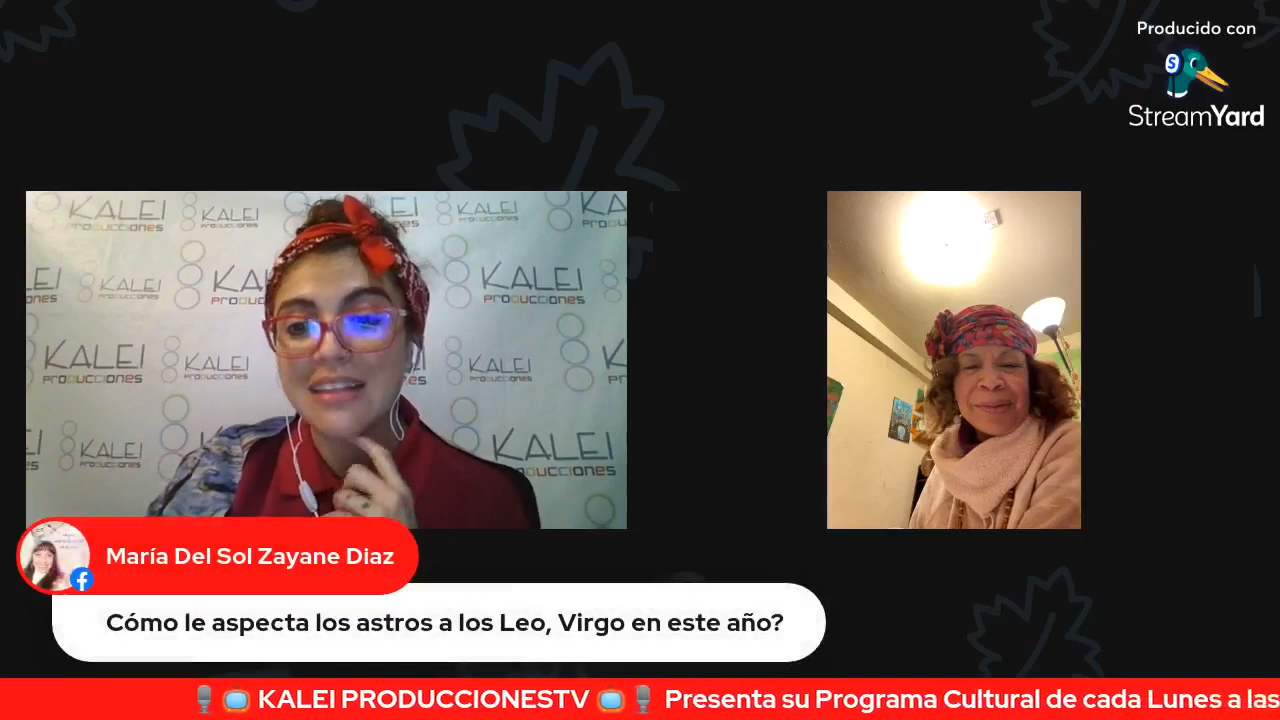 Producido con
StreamYard
KALEI
PRODUCCIONES
María Del Sol Zayane Diaz
Cómo le aspecta los astros a los Leo, Virgo en este año?
KALEI PRODUCCIONESTV Presenta su Programa Cultural de cada Lunes a las